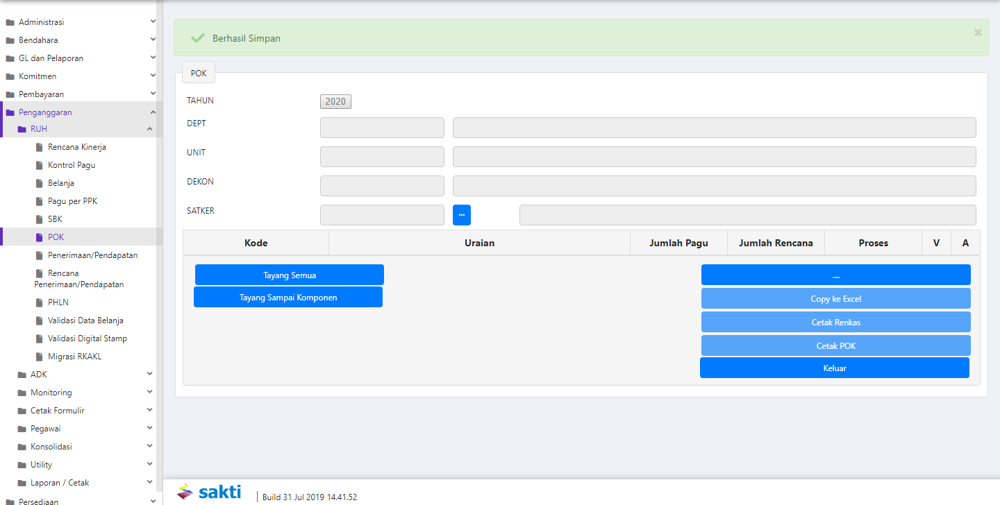 Administrasi
Bendahara
GL dan Pelaporan
Komitmen
Pembayaran
Penganggaran
RUH
Rencana Kinerja
Kontrol Pagu
Belanja
Pagu per PPK
SBK
POK
Penerimaan/Pendapatan
Rencana
Penerimaan/Pendapatan
PHLN
Validasi Data Belanja
Validasi Digital Stamp
Migrasi RKAKL
ADK
Monitoring
Cetak Formulir
Pegawai
Konsolidasi
Utility
Laporan / Cetak
Persediaan
Berhasil Simpan
×
POK
TAHUN 2020
DEPT
UNIT
DEKON
SATKER ...
Kode Uraian Jumlah Pagu Jumlah Rencana Proses V A
Tayang Semua
Tayang Sampai Komponen
....
Copy ke Excel
Cetak Renkas
Cetak POK
Keluar
sakti | Build 31 Jul 2019 14.41.52